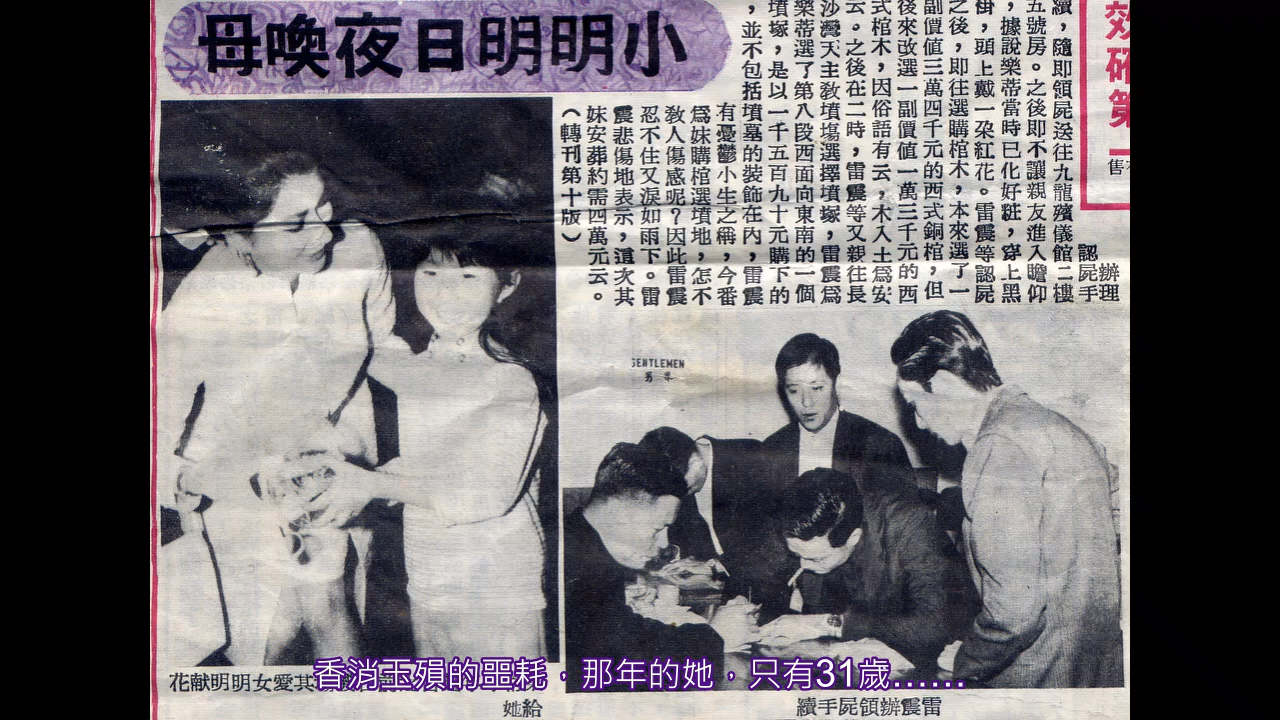 小明明日夜喚母
效確第一
辦理
認屍手
續，隨即領屍送往九龍殯儀館二樓
五號房。之後即不讓親友進入瞻仰
，據說樂蒂當時已化好粧，穿上黑
褂，頭上戴一朶紅花。雷震等認屍
之後，即往選購棺木，本來選了一
副價值三萬四千元的西式銅棺，但
後來改選一副價值一萬三千元的西
式棺木，因俗語有云，木入土爲安
云。之後在二時，雷震等又親往長
沙灣天主敎墳塲選擇墳塚，雷震爲
樂蒂選了第八段西面向東南的一個
墳塚，是以一千五百九十元購下的
，並不包括墳墓的裝飾在內，雷震
有憂鬱小生之稱，今番
爲妹購棺選墳地，怎不
敎人傷感呢？因此雷震
忍不住又淚如雨下。雷
震悲傷地表示，這次其
妹安葬約需四萬元云。
（轉刊第十版）
GENTLEMEN
其愛女明明献花
給她
雷震辦領屍手續
香消玉殞的噩耗，那年的她，只有31歲......